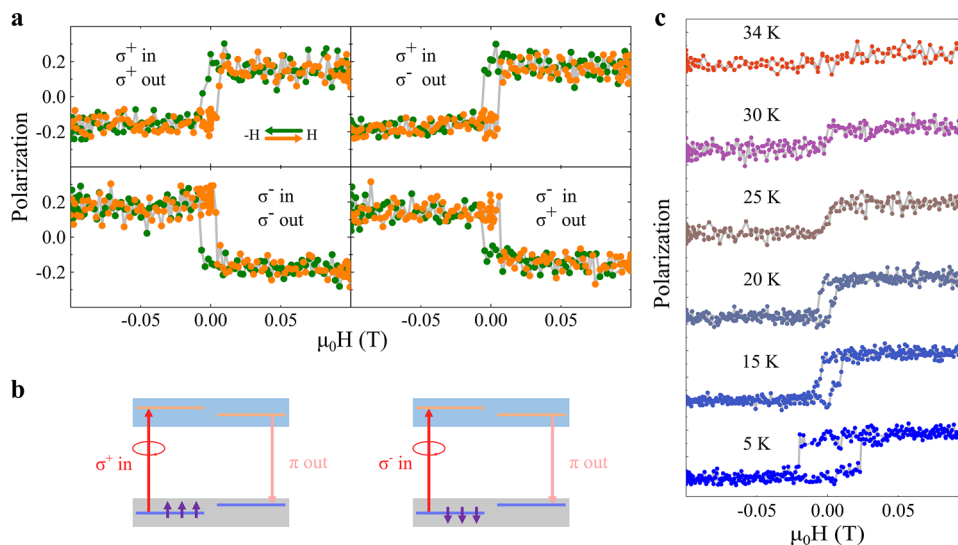 a
σ+ in
σ+ out
σ+ in
σ- out
-H H
σ- in
σ- out
σ- in
σ+ out
0.2
0.0
-0.2
0.2
0.0
-0.2
Polarization
-0.05 0.00 0.05
-0.05 0.00 0.05
μ0H (T)
μ0H (T)
b
σ+ in
π out
σ- in
π out
c
34 K
30 K
25 K
20 K
15 K
5 K
Polarization
-0.05 0.00 0.05
μ0H (T)